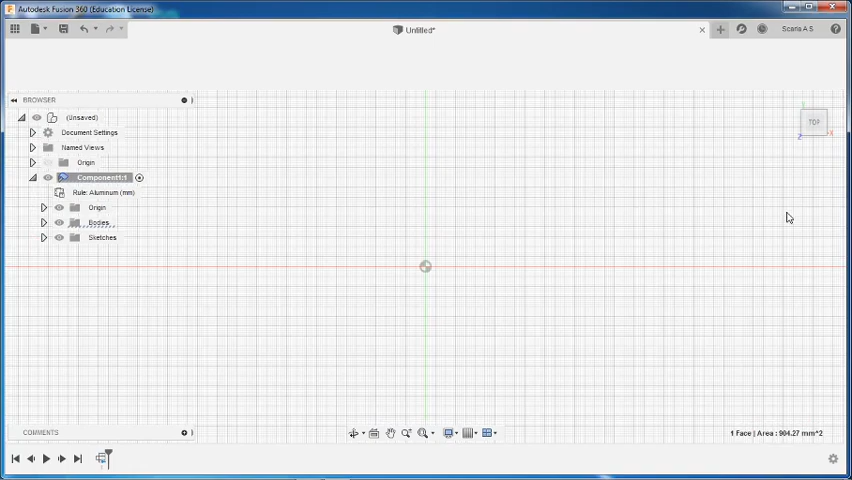 Autodesk Fusion 360 (Education License)
Untitled*
Scaria A S
BROWSER
(Unsaved)
Document Settings
Named Views
Origin
Component1:1
Rule: Aluminum (mm)
Origin
Bodies
Sketches
TOP
X
Z
COMMENTS
1 Face | Area : 904.27 mm^2